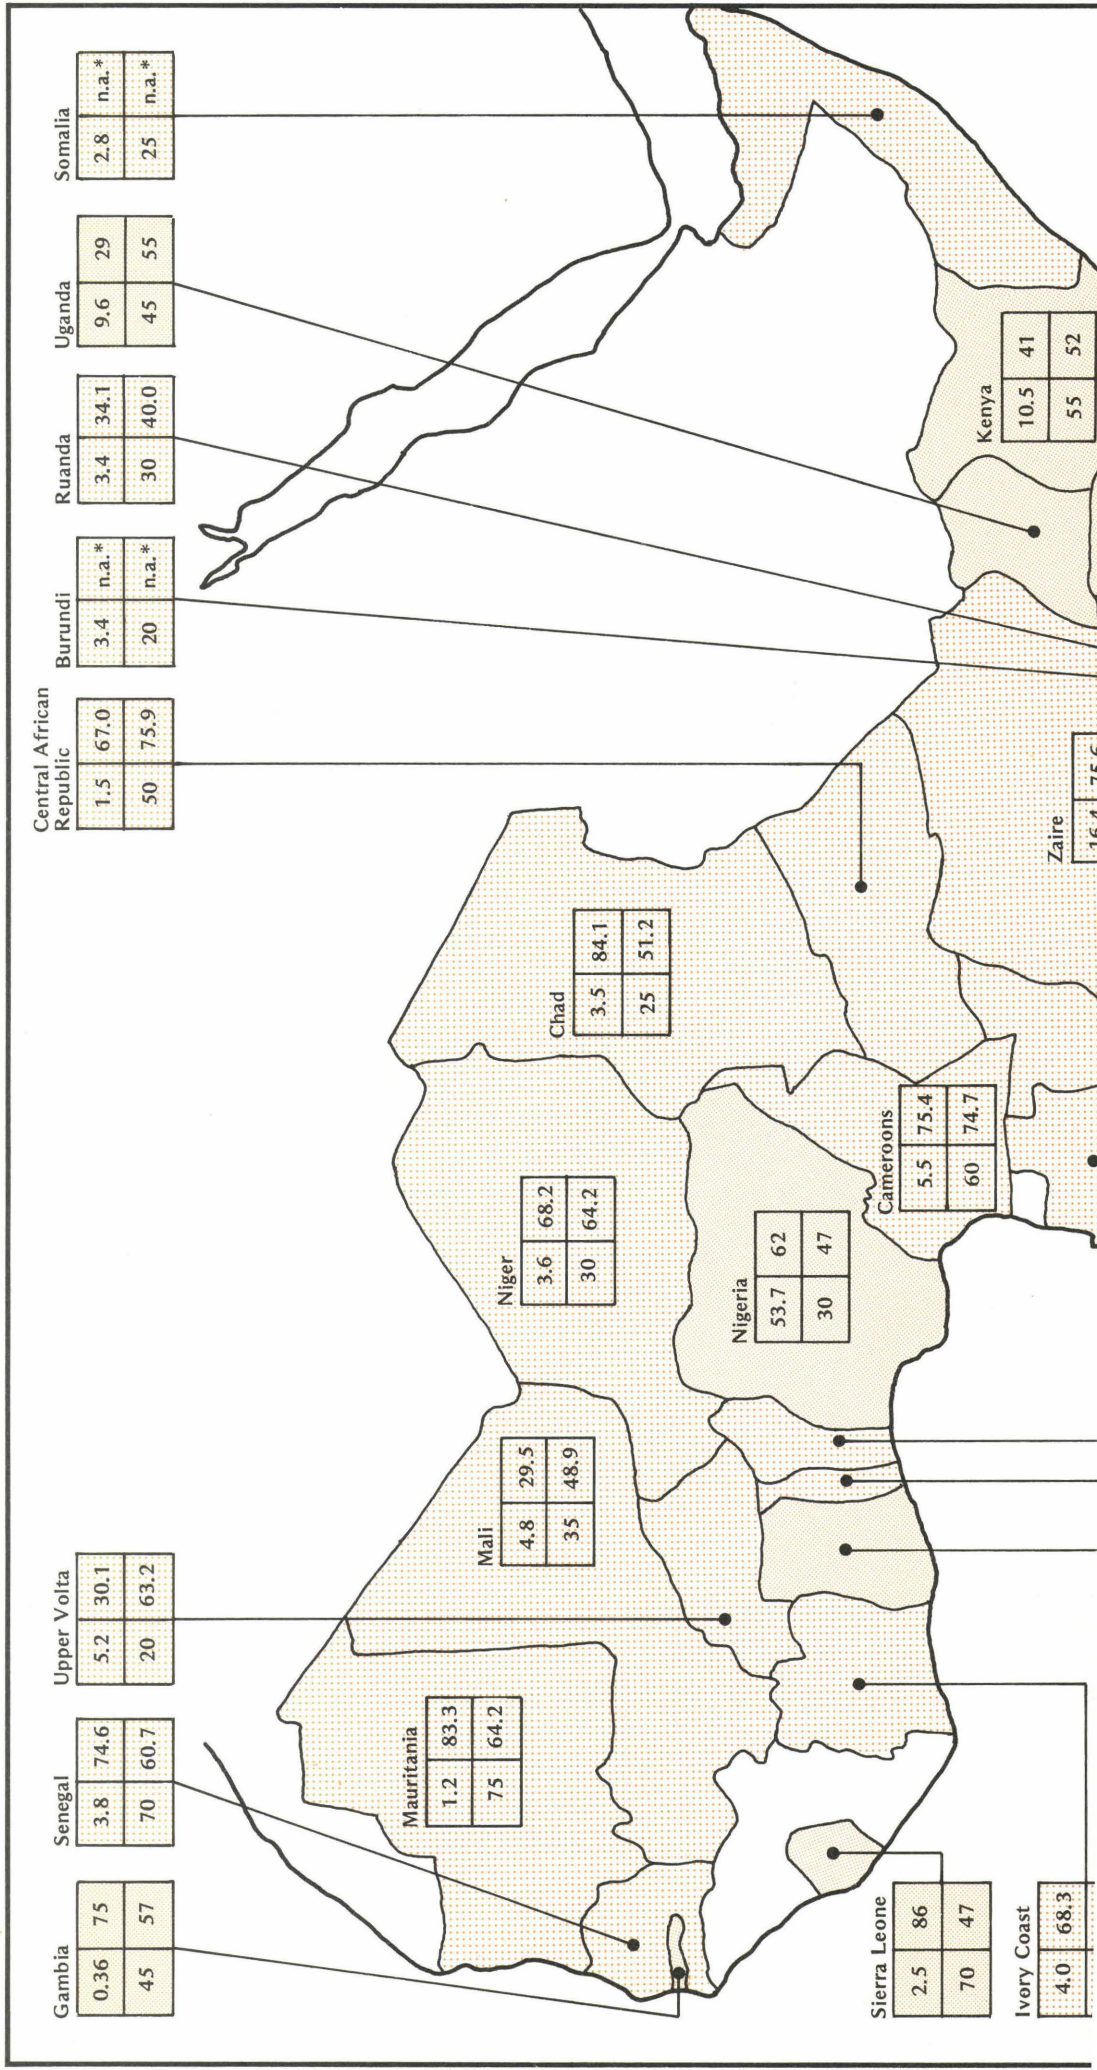 Gambia
0.36 75
45 57
Senegal
3.8 74.6
70 60.7
Upper Volta
5.2 30.1
20 63.2
Central African
Republic
1.5 67.0
50 75.9
Burundi
3.4 n.a.*
20 n.a.*
Ruanda
3.4 34.1
30 40.0
Uganda
9.6 29
45 55
Somalia
2.8 n.a.*
25 n.a.*
Mauritania
1.2 83.3
75 64.2
Mali
4.8 29.5
35 48.9
Niger
3.6 68.2
30 64.2
Chad
3.5 84.1
25 51.2
Nigeria
53.7 62
30 47
Cameroons
5.5 75.4
60 74.7
Kenya
10.5 41
55 52
Zaire
16.4 75.6
Sierra Leone
2.5 86
70 47
Ivory Coast
4.0 68.3